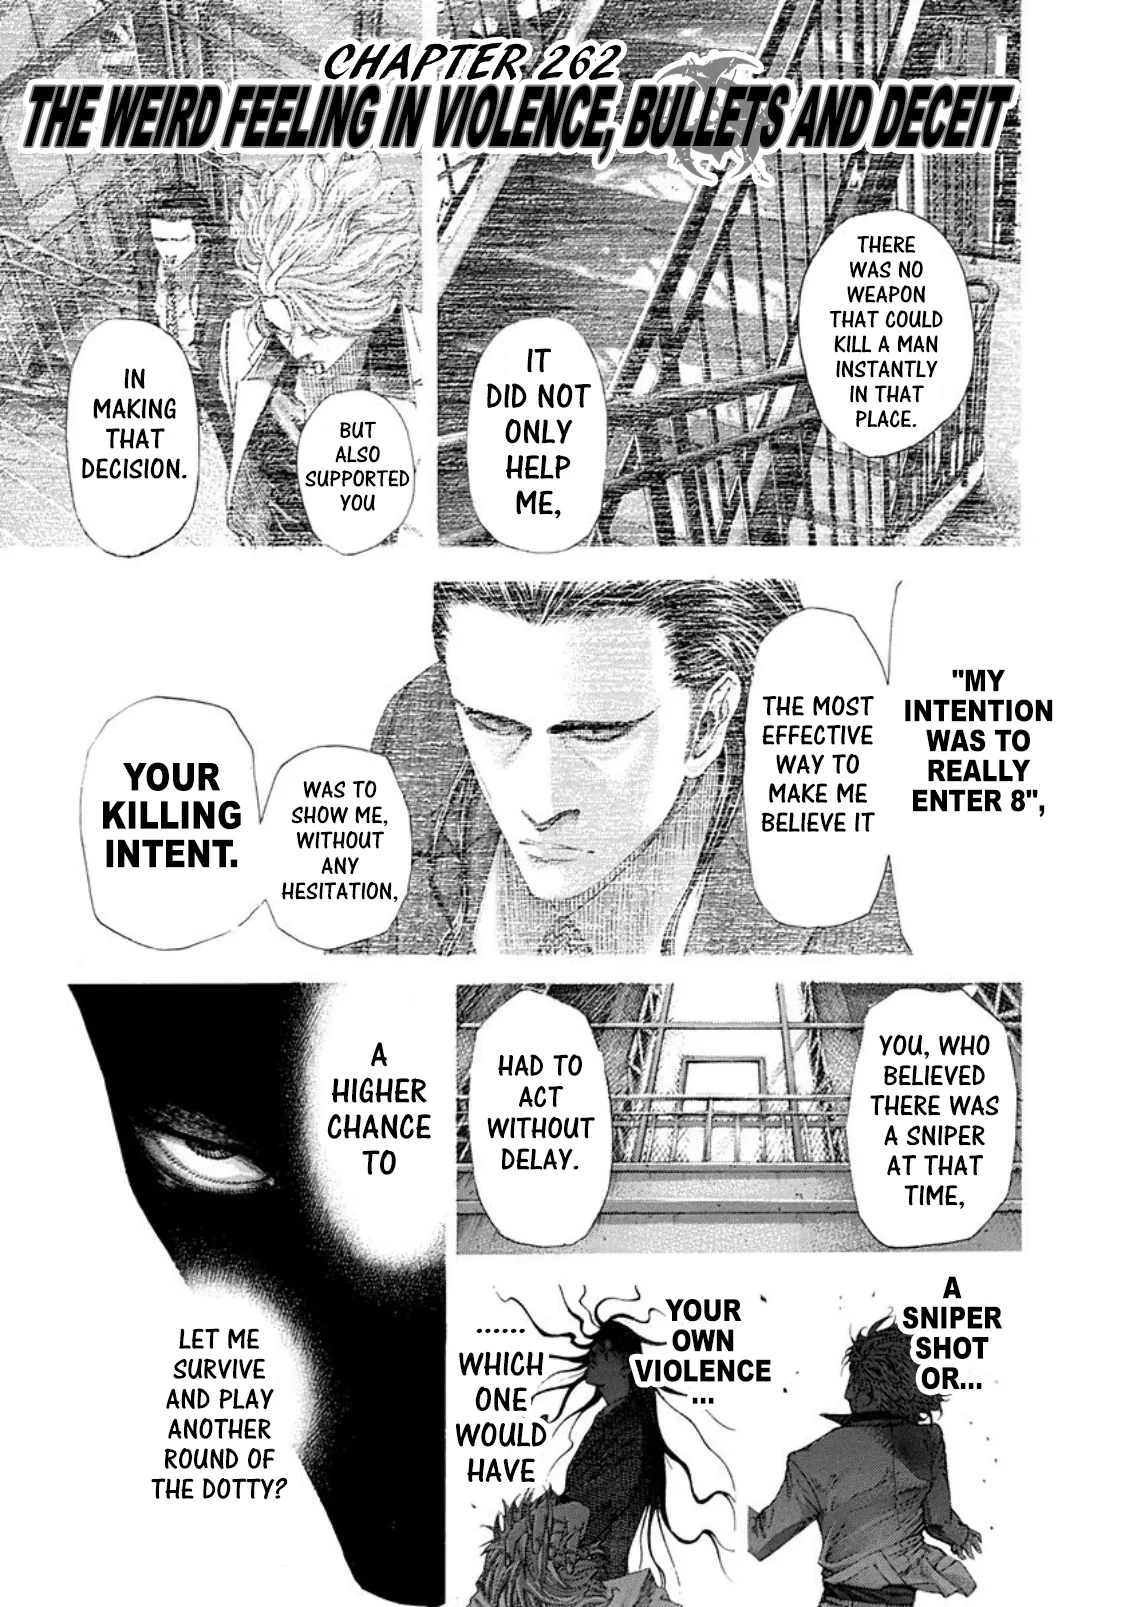 CHAPTER 262
THE WEIRD FEELING IN VIOLENCE, BULLETS AND DECEIT
THERE
WAS NO
WEAPON
THAT COULD
KILL A MAN
INSTANTLY
IN THAT
PLACE.
IT
DID NOT
ONLY
HELP
ME,
BUT
ALSO
SUPPORTED
YOU
IN
MAKING
THAT
DECISION.
"MY
INTENTION
WAS TO
REALLY
ENTER 8",
THE MOST
EFFECTIVE
WAY TO
MAKE ME
BELIEVE IT
WAS TO
SHOW ME,
WITHOUT
ANY
HESITATION,
YOUR
KILLING
INTENT.
YOU, WHO
BELIEVED
THERE WAS
A SNIPER
AT THAT
TIME,
HAD TO
ACT
WITHOUT
DELAY.
A
SNIPER
SHOT
OR...
YOUR
OWN
VIOLENCE
...
......
WHICH
ONE
WOULD
HAVE
A
HIGHER
CHANCE
TO
LET ME
SURVIVE
AND PLAY
ANOTHER
ROUND OF
THE DOTTY?